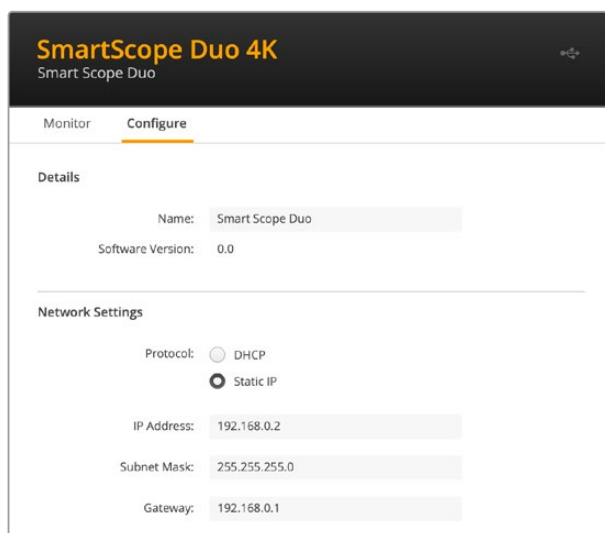 SmartScope Duo 4K
Smart Scope Duo
Monitor Configure
Details
Name: Smart Scope Duo
Software Version: 0.0
Network Settings
Protocol: DHCP
Static IP
IP Address: 192.168.0.2
Subnet Mask: 255.255.255.0
Gateway: 192.168.0.1